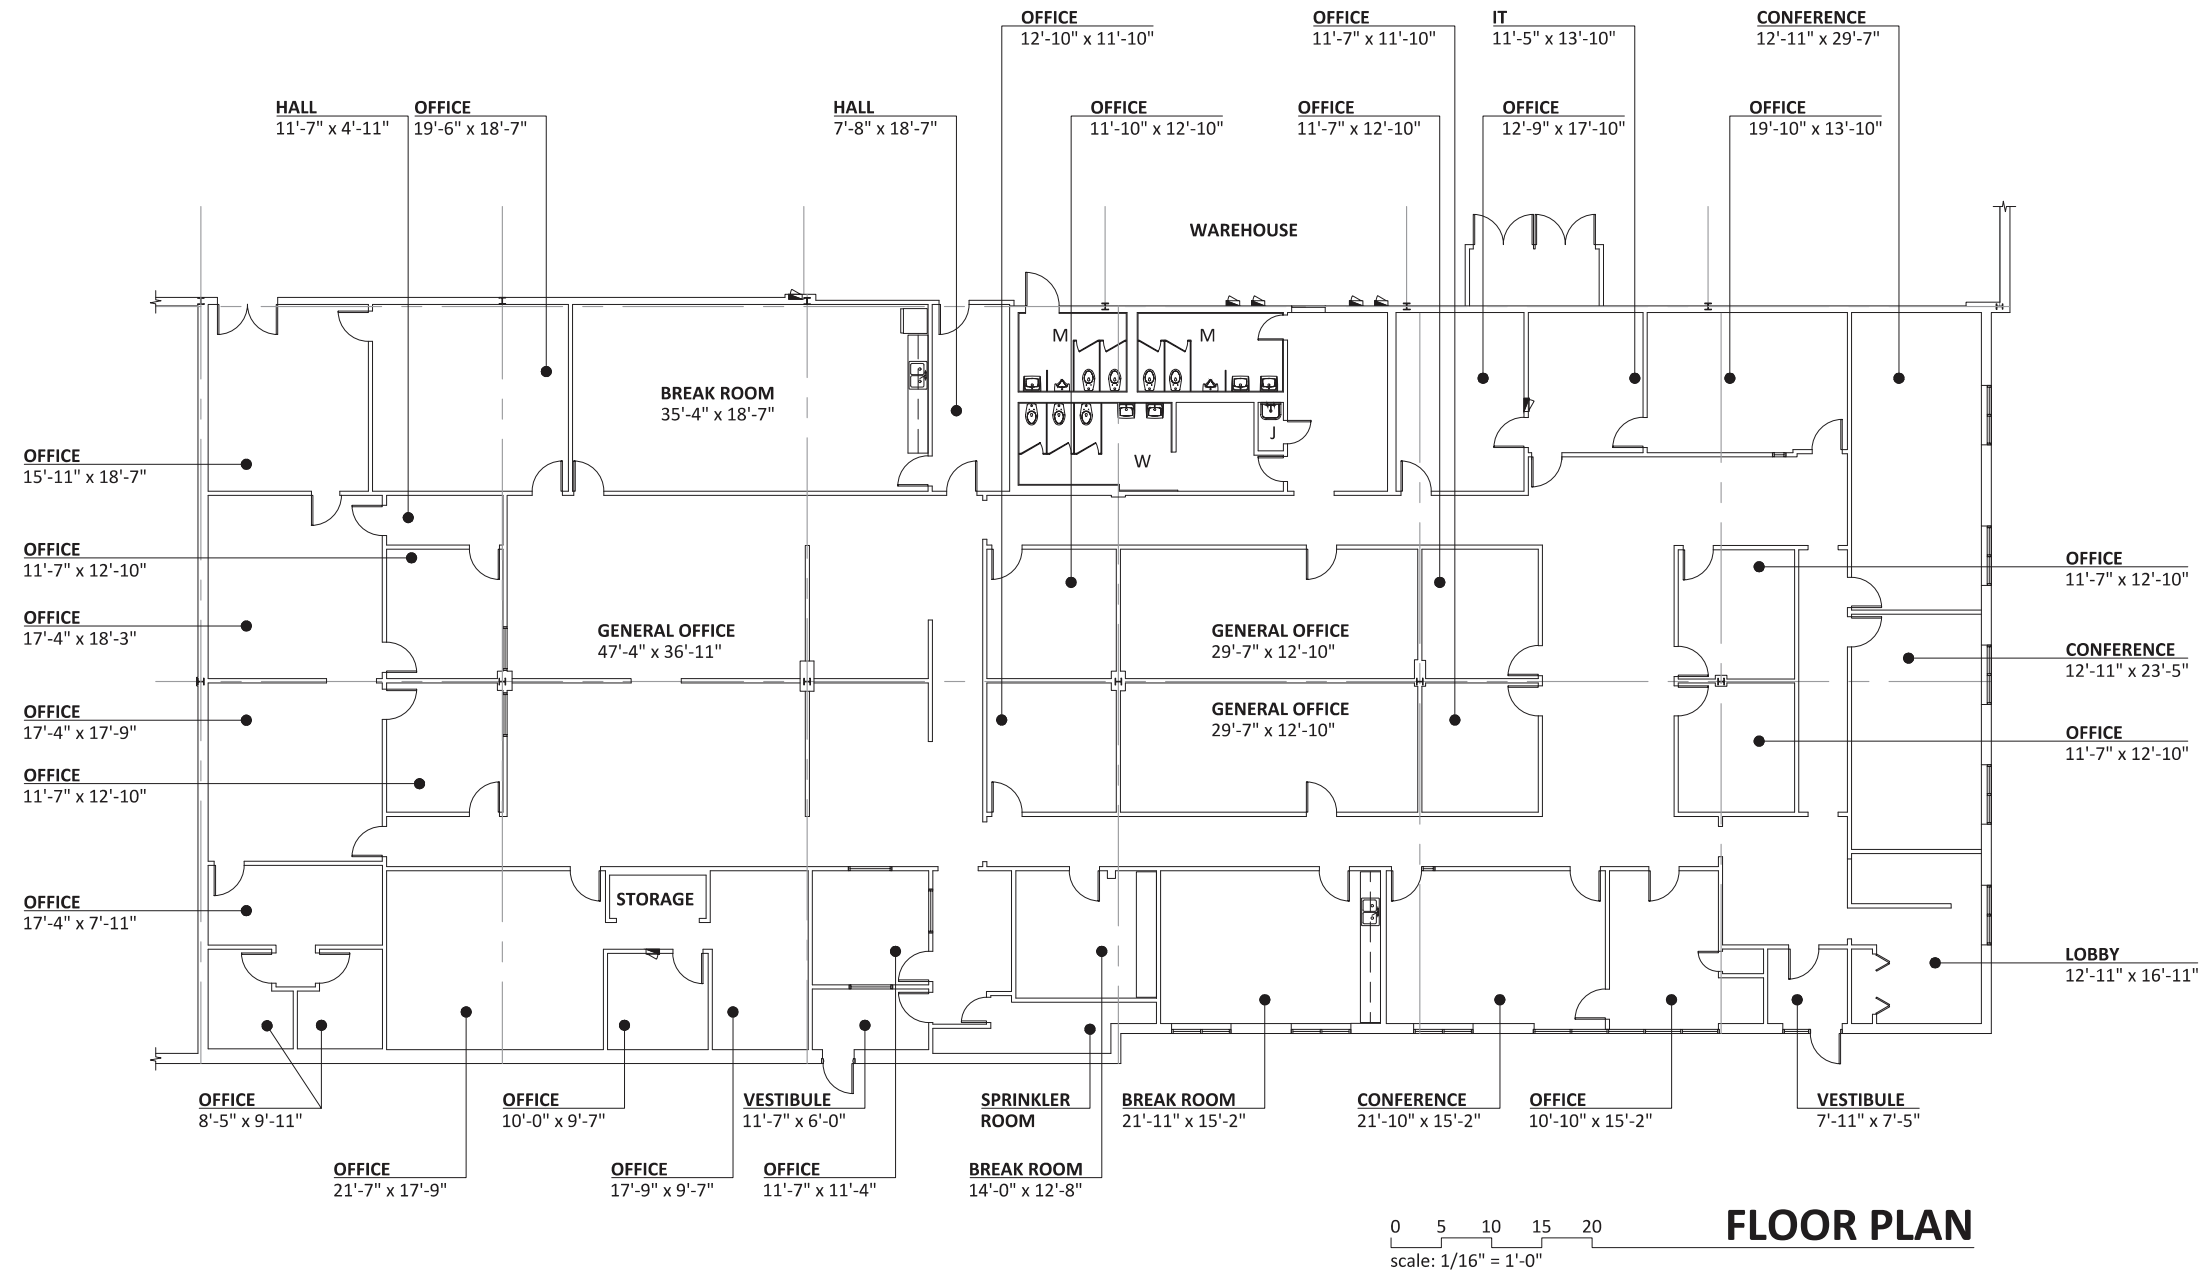 OFFICE
12'-10" x 11'-10"
OFFICE
11'-7" x 11'-10"
IT
11'-5" x 13'-10"
CONFERENCE
12'-11" x 29'-7"
HALL
11'-7" x 4'-11"
OFFICE
19'-6" x 18'-7"
HALL
7'-8" x 18'-7"
OFFICE
11'-10" x 12'-10"
OFFICE
11'-7" x 12'-10"
OFFICE
12'-9" x 17'-10"
OFFICE
19'-10" x 13'-10"
WAREHOUSE
M
M
BREAK ROOM
35'-4" x 18'-7"
J
W
OFFICE
15'-11" x 18'-7"
OFFICE
11'-7" x 12'-10"
OFFICE
11'-7" x 12'-10"
OFFICE
17'-4" x 18'-3"
GENERAL OFFICE
47'-4" x 36'-11"
GENERAL OFFICE
29'-7" x 12'-10"
CONFERENCE
12'-11" x 23'-5"
OFFICE
17'-4" x 17'-9"
GENERAL OFFICE
29'-7" x 12'-10"
OFFICE
11'-7" x 12'-10"
OFFICE
11'-7" x 12'-10"
OFFICE
17'-4" x 7'-11"
STORAGE
LOBBY
12'-11" x 16'-11"
OFFICE
8'-5" x 9'-11"
OFFICE
10'-0" x 9'-7"
VESTIBULE
11'-7" x 6'-0"
SPRINKLER
ROOM
BREAK ROOM
21'-11" x 15'-2"
CONFERENCE
21'-10" x 15'-2"
OFFICE
10'-10" x 15'-2"
VESTIBULE
7'-11" x 7'-5"
OFFICE
21'-7" x 17'-9"
OFFICE
17'-9" x 9'-7"
OFFICE
11'-7" x 11'-4"
BREAK ROOM
14'-0" x 12'-8"
0 5 10 15 20
scale: 1/16" = 1'-0"
FLOOR PLAN